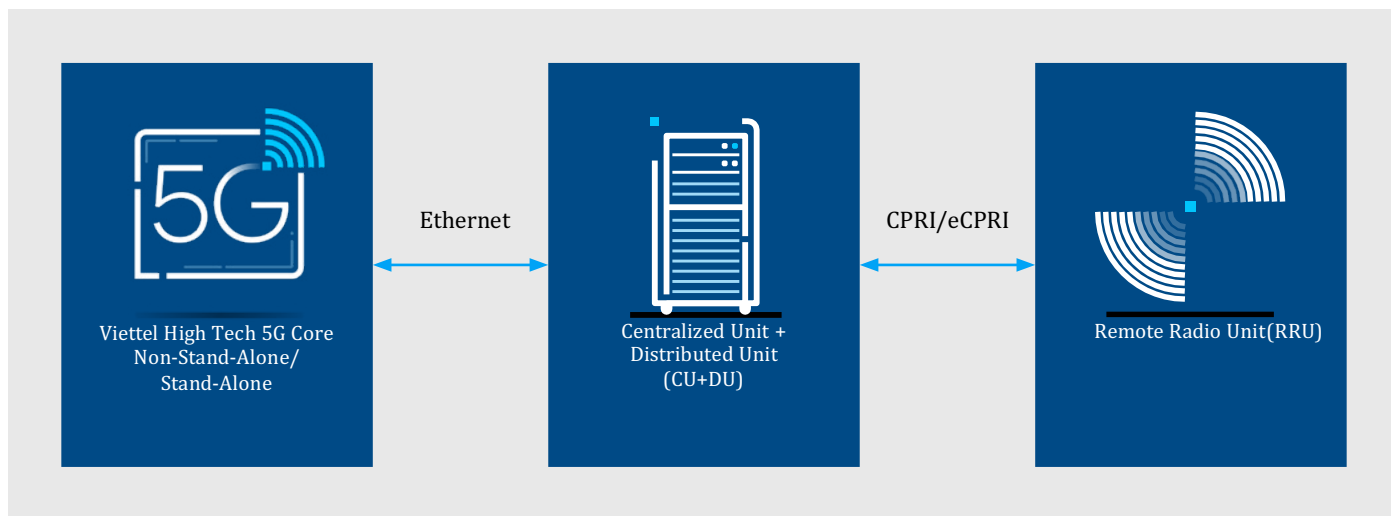 5G
Viettel High Tech 5G Core
Non-Stand-Alone/
Stand-Alone
Ethernet
Centralized Unit +
Distributed Unit
(CU+DU)
CPRI/eCPRI
Remote Radio Unit(RRU)